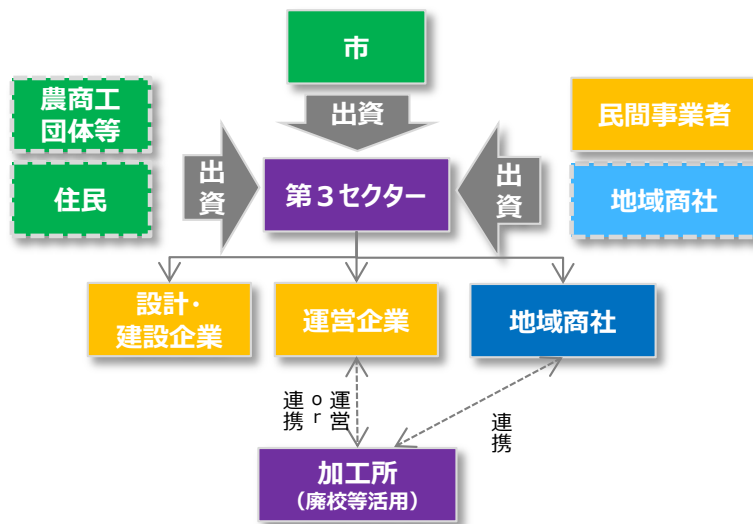 市
出資
農商工
団体等
住民
出資
第３セクター
出資
民間事業者
地域商社
設計・
建設企業
運営企業
地域商社
運営
or
連携
連携
加工所
（廃校等活用）